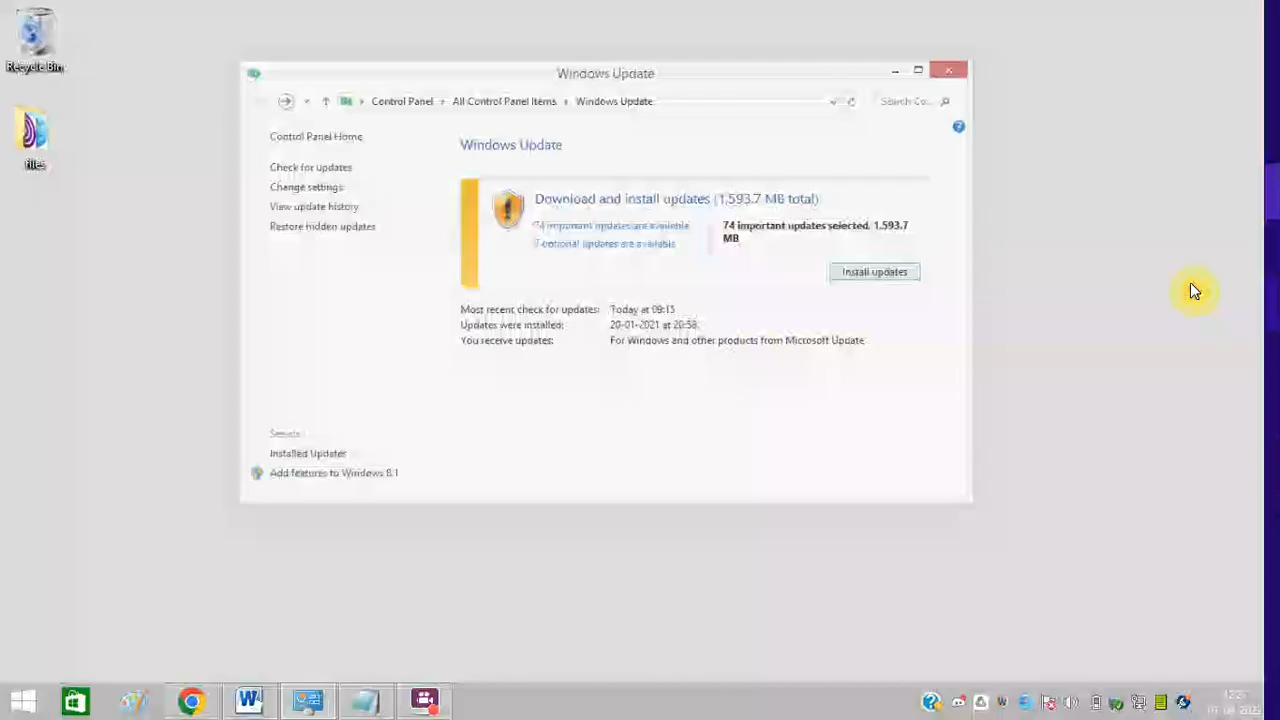 Recycle Bin
files
Windows Update
Control Panel
All Control Panel Items
Windows Update
Search Co...
Control Panel Home
Windows Update
Check for updates
Change settings
View update history
Restore hidden updates
Download and install updates (1,593.7 MB total)
74 important updates are available
7 optional updates are available
74 important updates selected, 1,593.7
MB
Install updates
Most recent check for updates: Today at 09:15
Updates were installed: 20-01-2021 at 20:58.
You receive updates: For Windows and other products from Microsoft Update
Installed Updates
Add features to Windows 8.1